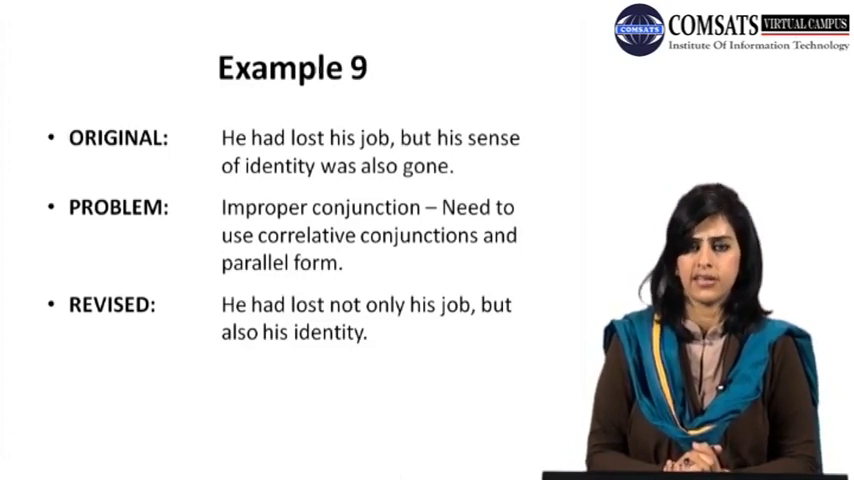 COMSATS
COMSATS VIRTUAL CAMPUS
Institute Of Information Technology
Example 9
• ORIGINAL: He had lost his job, but his sense
of identity was also gone.
• PROBLEM: Improper conjunction – Need to
use correlative conjunctions and
parallel form.
• REVISED: He had lost not only his job, but
also his identity.